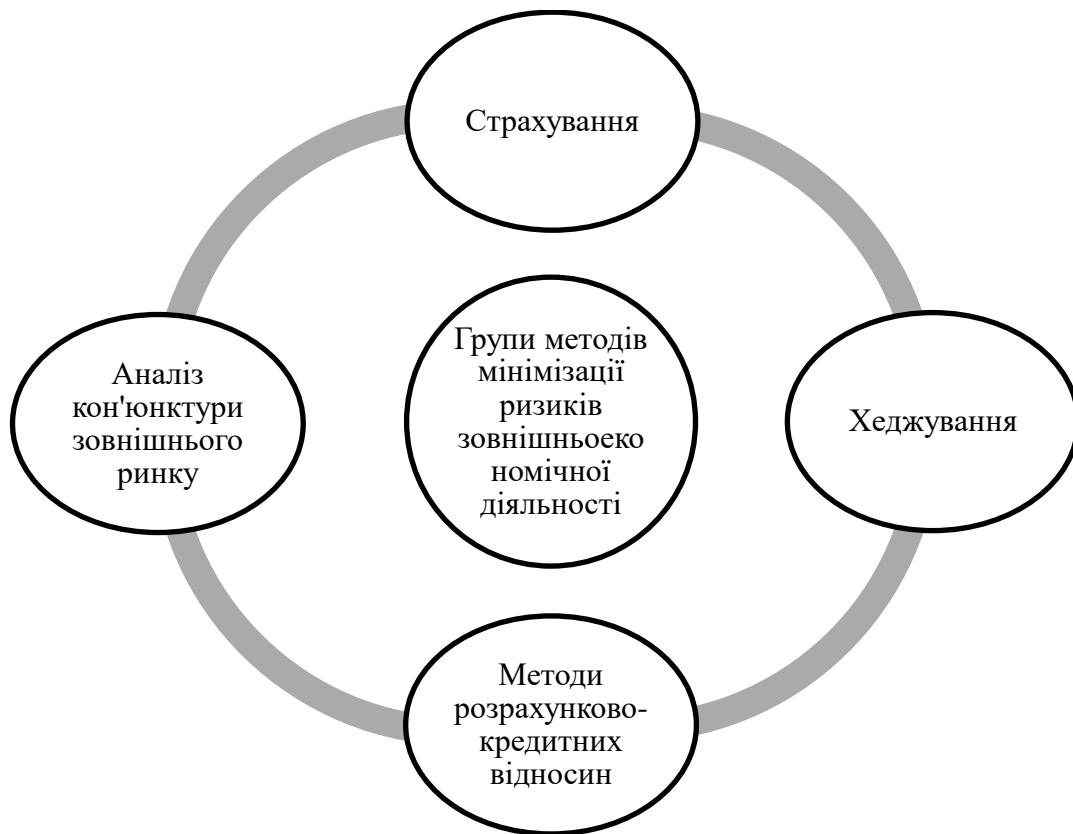 Страхування
Групи методів
мінімізації
ризиків
зовнішньоеко
номічної
діяльності
Аналіз
кон'юнктури
зовнішнього
ринку
Хеджування
Методи
розрахунково-
кредитних
відносин